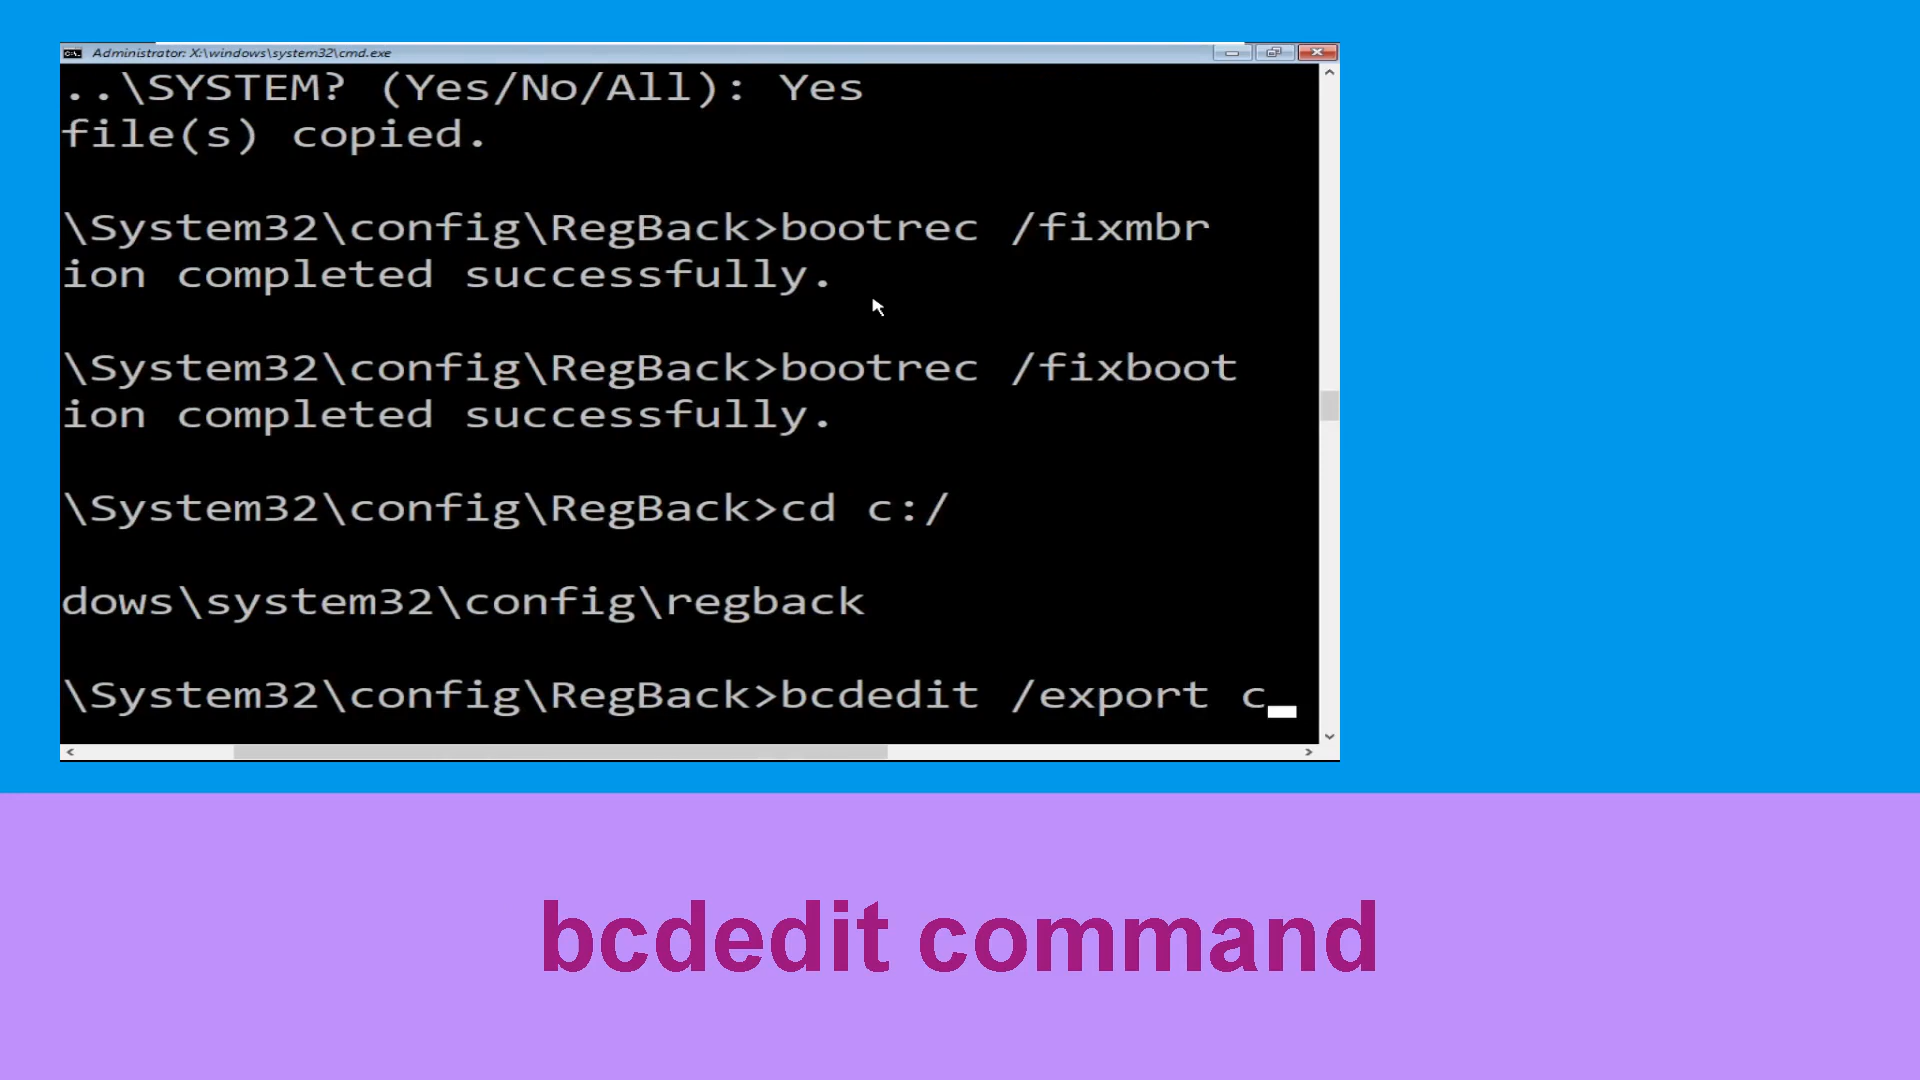 Administrator: X:\windows\system32\cmd.exe
..\SYSTEM? (Yes/No/All): Yes
file(s) copied.
\System32\config\RegBack>bootrec /fixmbr
ion completed successfully.
\System32\config\RegBack>bootrec /fixboot
ion completed successfully.
\System32\config\RegBack>cd c:/
dows\system32\config\regback
\System32\config\RegBack>bcdedit /export c
bcdedit command